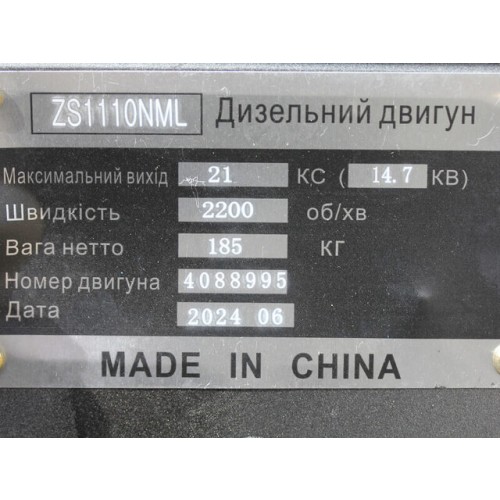 ZS1110NML Дизельний двигун
Максимальний вихід 21 КС ( 14.7 КВ)
Швидкість 2200 об/хв
Вага нетто 185 КГ
Номер двигуна 4088995
Дата 2024 06
MADE IN CHINA